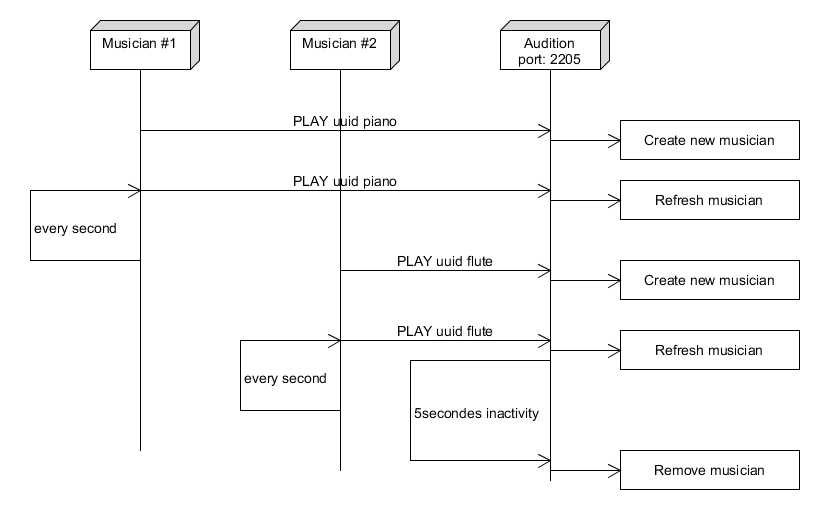 Musician #1
Musician #2
Audition
port: 2205
PLAY uuid piano
Create new musician
PLAY uuid piano
Refresh musician
every second
PLAY uuid flute
Create new musician
PLAY uuid flute
Refresh musician
every second
5secondes inactivity
Remove musician